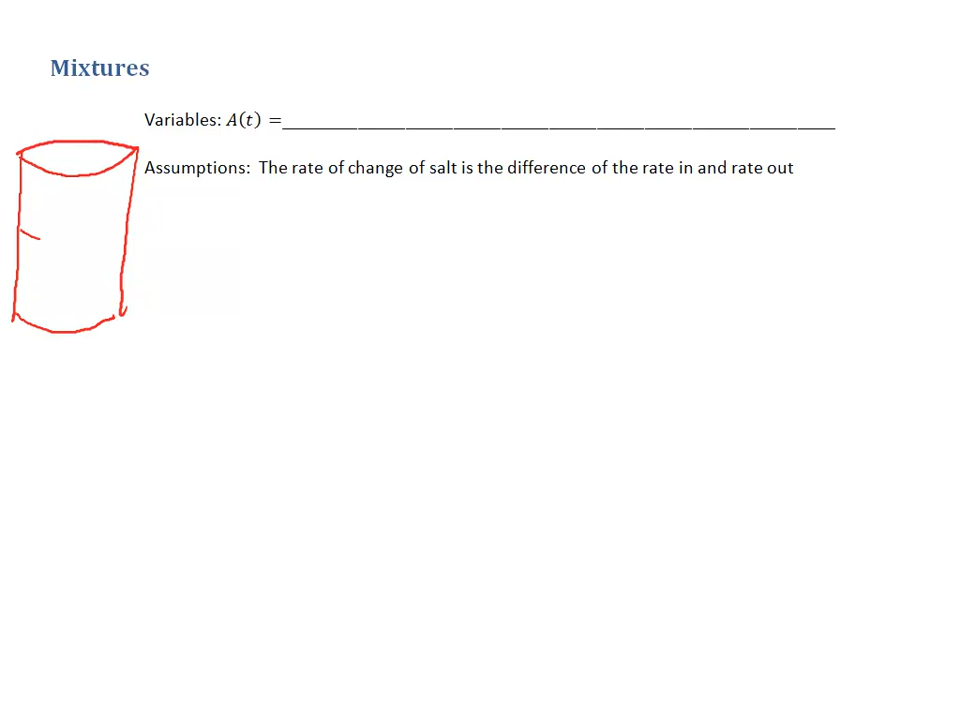 Mixtures
Variables: A(t) =____________________________________________
Assumptions: The rate of change of salt is the difference of the rate in and rate out